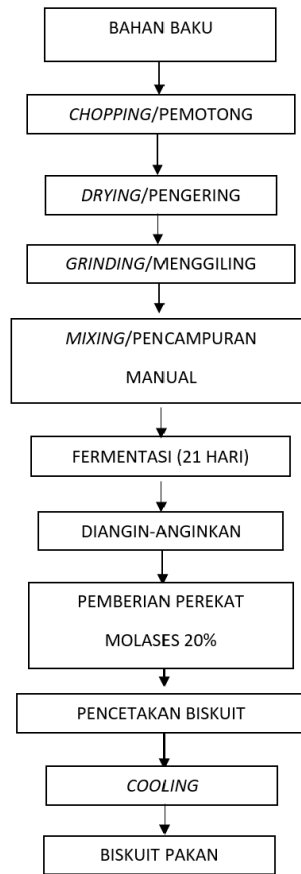 BAHAN BAKU
CHOPPING/PEMOTONG
DRYING/PENGERING
GRINDING/MENGGILING
MIXING/PENCAMPURAN
MANUAL
FERMENTASI (21 HARI)
DIANGIN-ANGINKAN
PEMBERIAN PEREKAT
MOLASES 20%
PENCETAKAN BISKUIT
COOLING
BISKUIT PAKAN